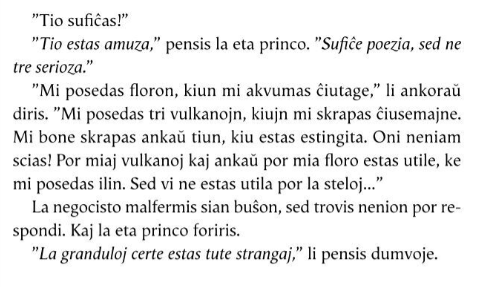 ”Tio sufiĉas!”
”Tio estas amuza,” pensis la eta princo. ”Sufiĉe poezia, sed ne
tre serioza.”
”Mi posedas floron, kiun mi akvumas ĉiutage,” li ankoraŭ
diris. ”Mi posedas tri vulkanojn, kiujn mi skrapas ĉiusemajne.
Mi bone skrapas ankaŭ tiun, kiu estas estingita. Oni neniam
scias! Por miaj vulkanoj kaj ankaŭ por mia floro estas utile, ke
mi posedas ilin. Sed vi ne estas utila por la steloj...”
La negocisto malfermis sian buŝon, sed trovis nenion por re-
spondi. Kaj la eta princo foriris.
”La granduloj certe estas tute strangaj,” li pensis dumvoje.